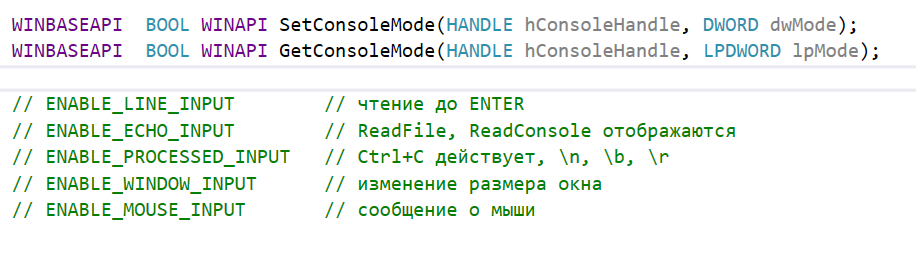 WINBASEAPI  BOOL WINAPI SetConsoleMode(HANDLE hConsoleHandle, DWORD dwMode);
WINBASEAPI  BOOL WINAPI GetConsoleMode(HANDLE hConsoleHandle, LPDWORD lpMode);
// ENABLE_LINE_INPUT        // чтение до ENTER
// ENABLE_ECHO_INPUT        // ReadFile, ReadConsole отображаются
// ENABLE_PROCESSED_INPUT   // Ctrl+C действует, \n, \b, \r
// ENABLE_WINDOW_INPUT      // изменение размера окна
// ENABLE_MOUSE_INPUT       // сообщение о мыши